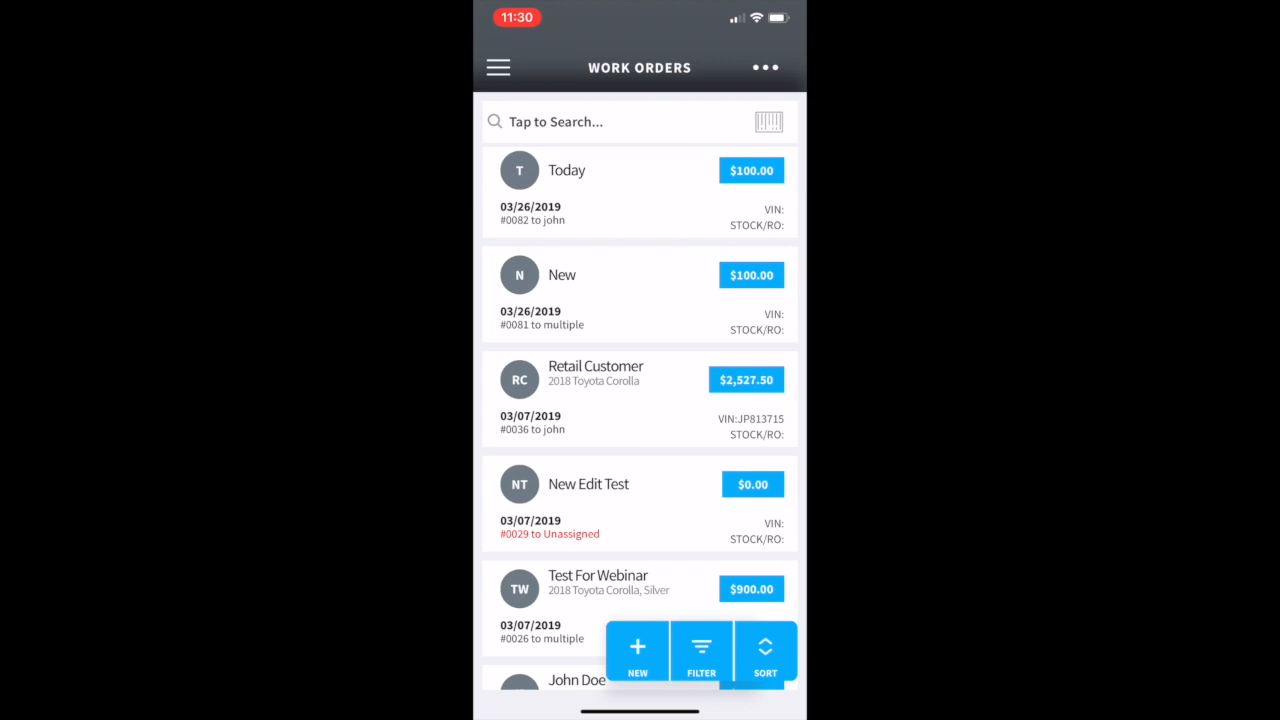 11:30
WORK ORDERS
Tap to Search...
T
Today
$100.00
03/26/2019
#0082 to john
VIN:
STOCK/RO:
N
New
$100.00
03/26/2019
#0081 to multiple
VIN:
STOCK/RO:
RC
Retail Customer
2018 Toyota Corolla
$2,527.50
03/07/2019
#0036 to john
VIN:JP813715
STOCK/RO:
NT
New Edit Test
$0.00
03/07/2019
#0029 to Unassigned
VIN:
STOCK/RO:
TW
Test For Webinar
2018 Toyota Corolla, Silver
$900.00
03/07/2019
#0026 to multiple
NEW
FILTER
SORT
John Doe